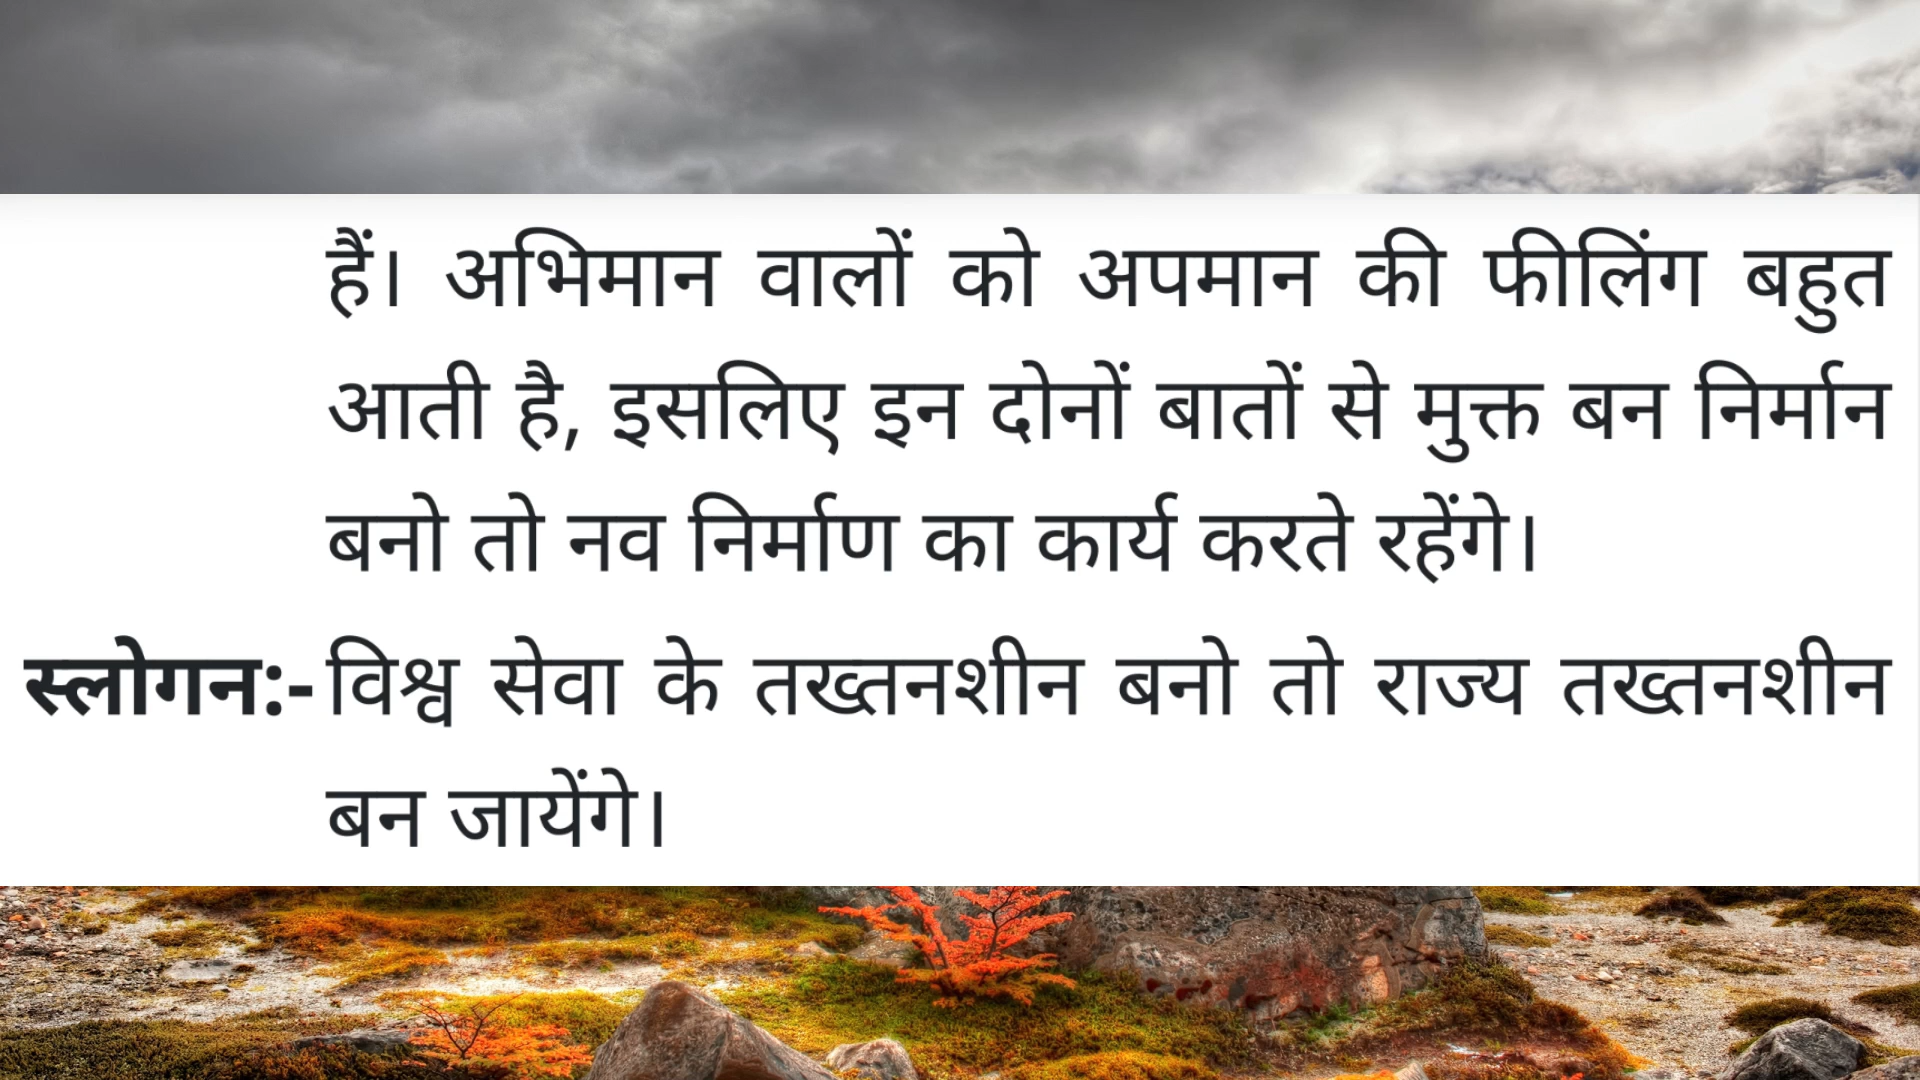 हैं। अभिमान वालों को अपमान की फीलिंग बहुत
आती है, इसलिए इन दोनों बातों से मुक्त बन निर्मान
बनो तो नव निर्माण का कार्य करते रहेंगे।
स्लोगन:- विश्व सेवा के तख्तनशीन बनो तो राज्य तख्तनशीन
बन जायेंगे।